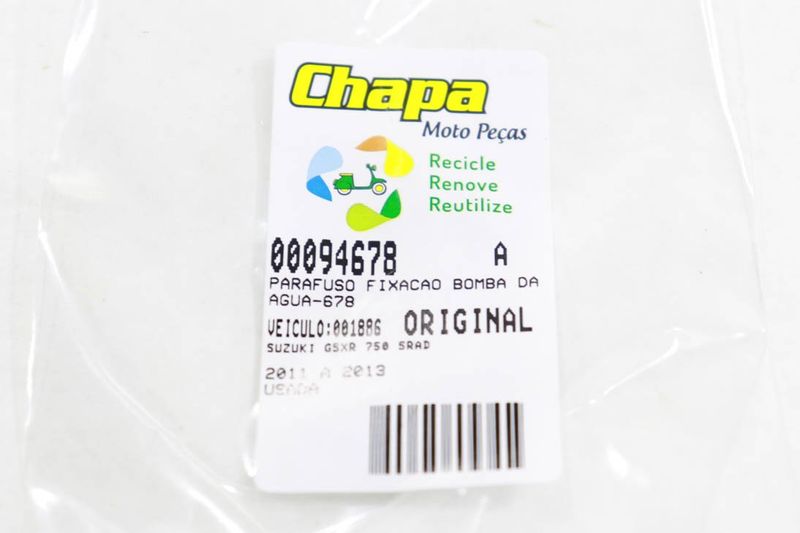 Chapa
Moto Peças
Recicle
Renove
Reutilize
00094678 A
PARAFUSO FIXACAO BOMBA DA
AGUA-678
VEICULO:001886 ORIGINAL
SUZUKI GSXR 750 SRAD
2011 A 2013
USADA